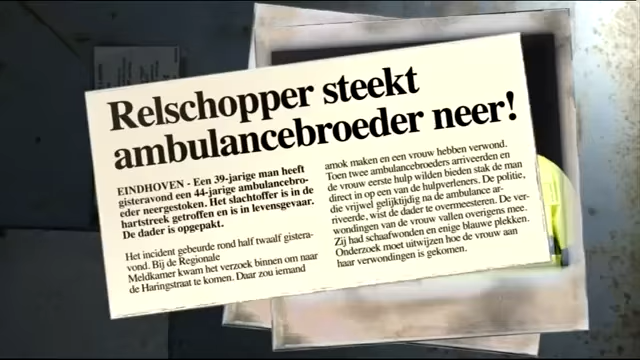 Relschopper steekt
ambulancebroeder neer!
EINDHOVEN - Een 39-jarige man heeft
gisteravond een 44-jarige ambulancebro-
eder neergestoken. Het slachtoffer is in de
hartstreek getroffen en is in levensgevaar.
De dader is opgepakt.
Het incident gebeurde rond half twaalf gistera-
vond. Bij de Regionale
Meldkamer kwam het verzoek binnen om naar
de Haringstraat te komen. Daar zou iemand
amok maken en een vrouw hebben verwond.
Toen twee ambulancebroeders arriveerden en
de vrouw eerste hulp wilden bieden stak de man
direct in op een van de hulpverleners. De politie,
die vrijwel gelijktijdig na de ambulance ar-
riveerde, wist de dader te overmeesteren. De ver-
wondingen van de vrouw vallen overigens mee.
Zij had schaafwonden en enige blauwe plekken.
Onderzoek moet uitwijzen hoe de vrouw aan
haar verwondingen is gekomen.